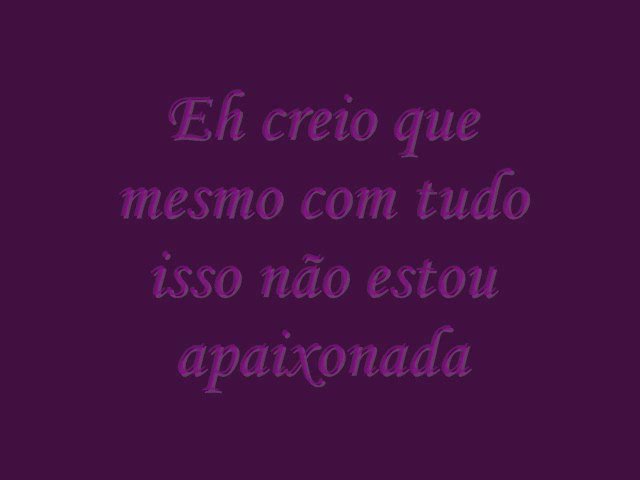 Eh creio que
mesmo com tudo
isso não estou
apaixonada